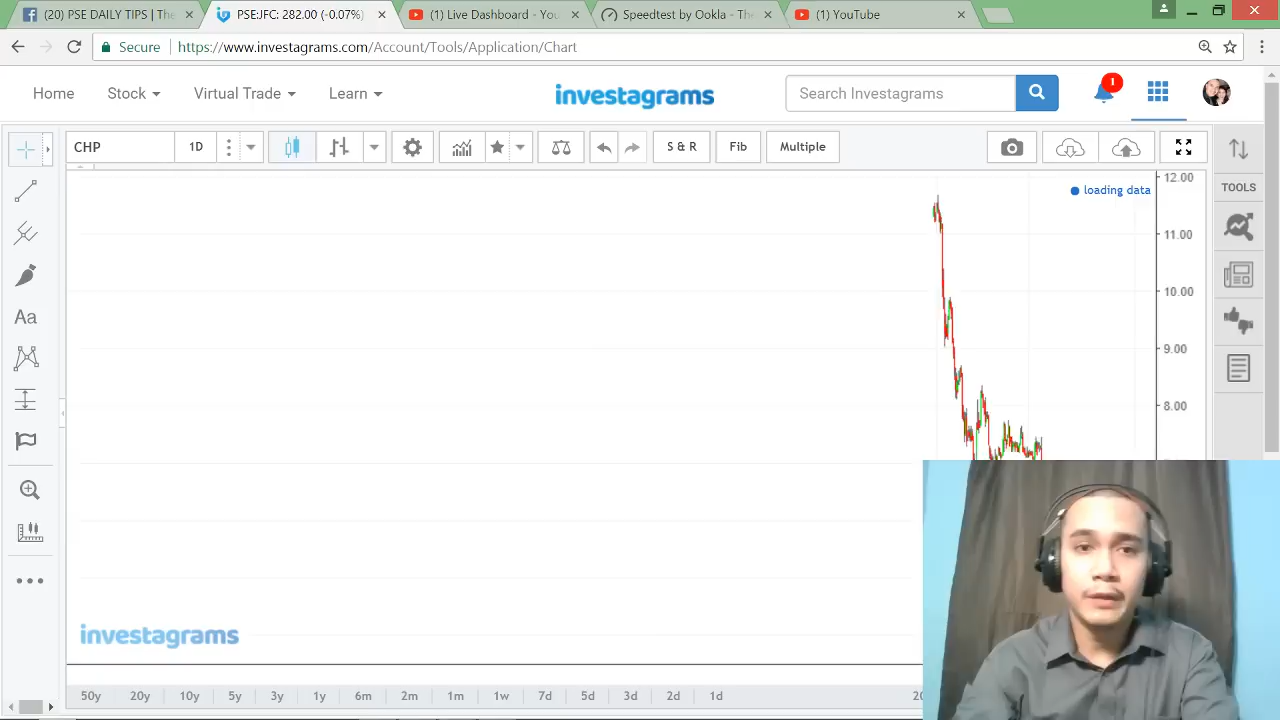 (20) PSE DAILY TIPS | The
PSE:JFC: 282.00 (-0.07%)
(1) Live Dashboard - You
Speedtest by Ookla - The
(1) YouTube
Secure
https://www.investagrams.com/Account/Tools/Application/Chart
Home
Stock
Virtual Trade
Learn
investagrams
Search Investagrams
1
CHP
1D
S & R
Fib
Multiple
TOOLS
loading data
12.00
11.00
10.00
9.00
8.00
Aa
investagrams
50y
20y
10y
5y
3y
1y
6m
2m
1m
1w
7d
5d
3d
2d
1d